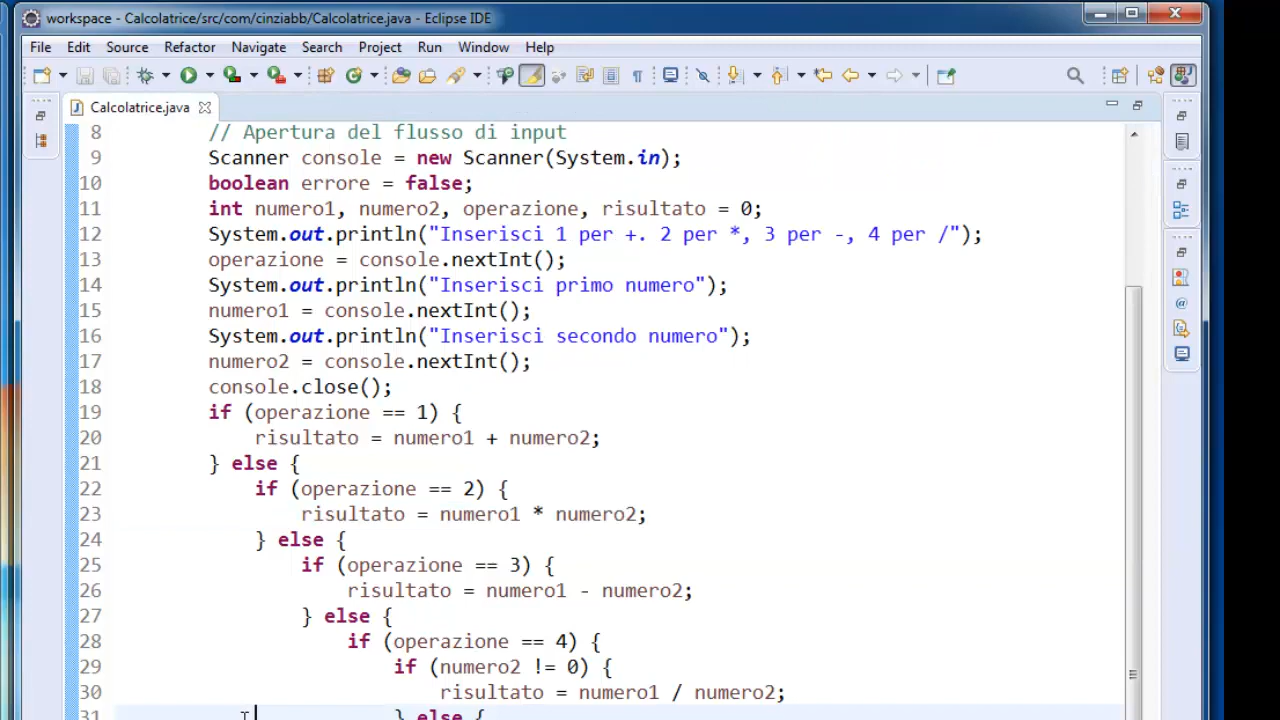 workspace - Calcolatrice/src/com/cinziabb/Calcolatrice.java - Eclipse IDE
File Edit Source Refactor Navigate Search Project Run Window Help
Calcolatrice.java
8 // Apertura del flusso di input
9 Scanner console = new Scanner(System.in);
10 boolean errore = false;
11 int numero1, numero2, operazione, risultato = 0;
12 System.out.println("Inserisci 1 per +. 2 per *, 3 per -, 4 per /");
13 operazione = console.nextInt();
14 System.out.println("Inserisci primo numero");
15 numero1 = console.nextInt();
16 System.out.println("Inserisci secondo numero");
17 numero2 = console.nextInt();
18 console.close();
19 if (operazione == 1) {
20 risultato = numero1 + numero2;
21 } else {
22 if (operazione == 2) {
23 risultato = numero1 * numero2;
24 } else {
25 if (operazione == 3) {
26 risultato = numero1 - numero2;
27 } else {
28 if (operazione == 4) {
29 if (numero2 != 0) {
30 risultato = numero1 / numero2;
31 } else {